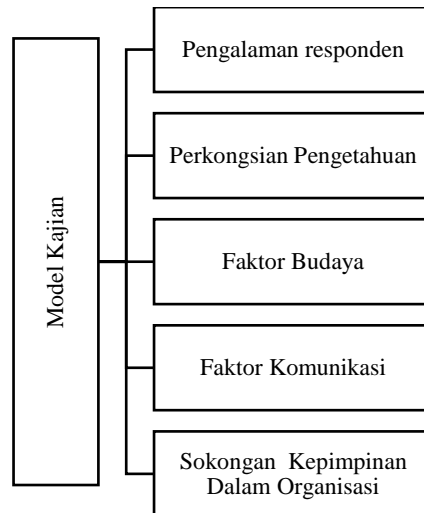 Model Kajian
Pengalaman responden
Perkongsian Pengetahuan
Faktor Budaya
Faktor Komunikasi
Sokongan Kepimpinan
Dalam Organisasi